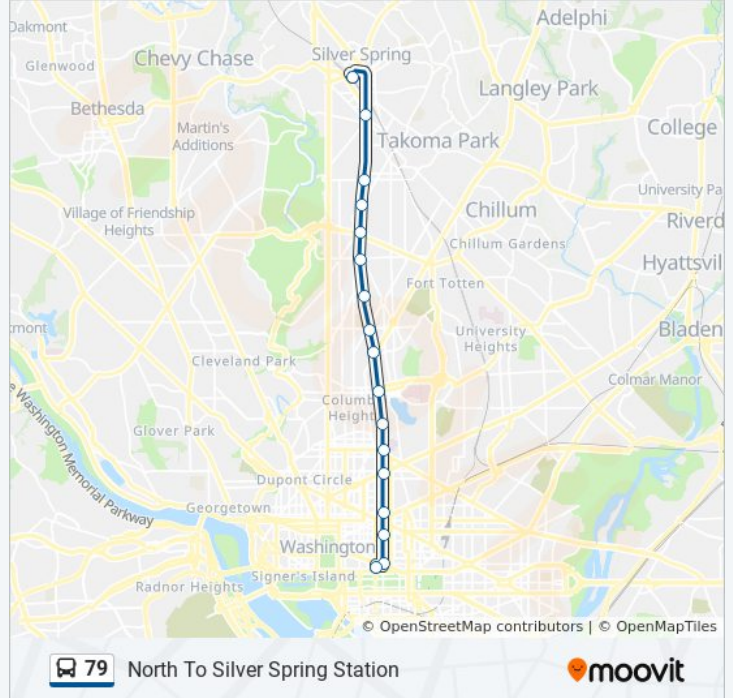 Oakmont
Adelphi
Silver Spring
Chevy Chase
Glenwood
Langley Park
Bethesda
Martin's
Additions
College
Takoma Park
University Pa
Village of Friendship
Heights
Chillum
Riverd
Chillum Gardens
Hyattsvil
Fort Totten
tmont
University
Heights
Bladen
Cleveland Park
Colmar Manor
Columb
Height
e Washington Memorial Parkway
Glover Park
Dupont Circle
Georgetown
Washington
Signer's Island
Radnor Heights
© OpenStreetMap contributors | © OpenMapTiles
79 North To Silver Spring Station
moovit